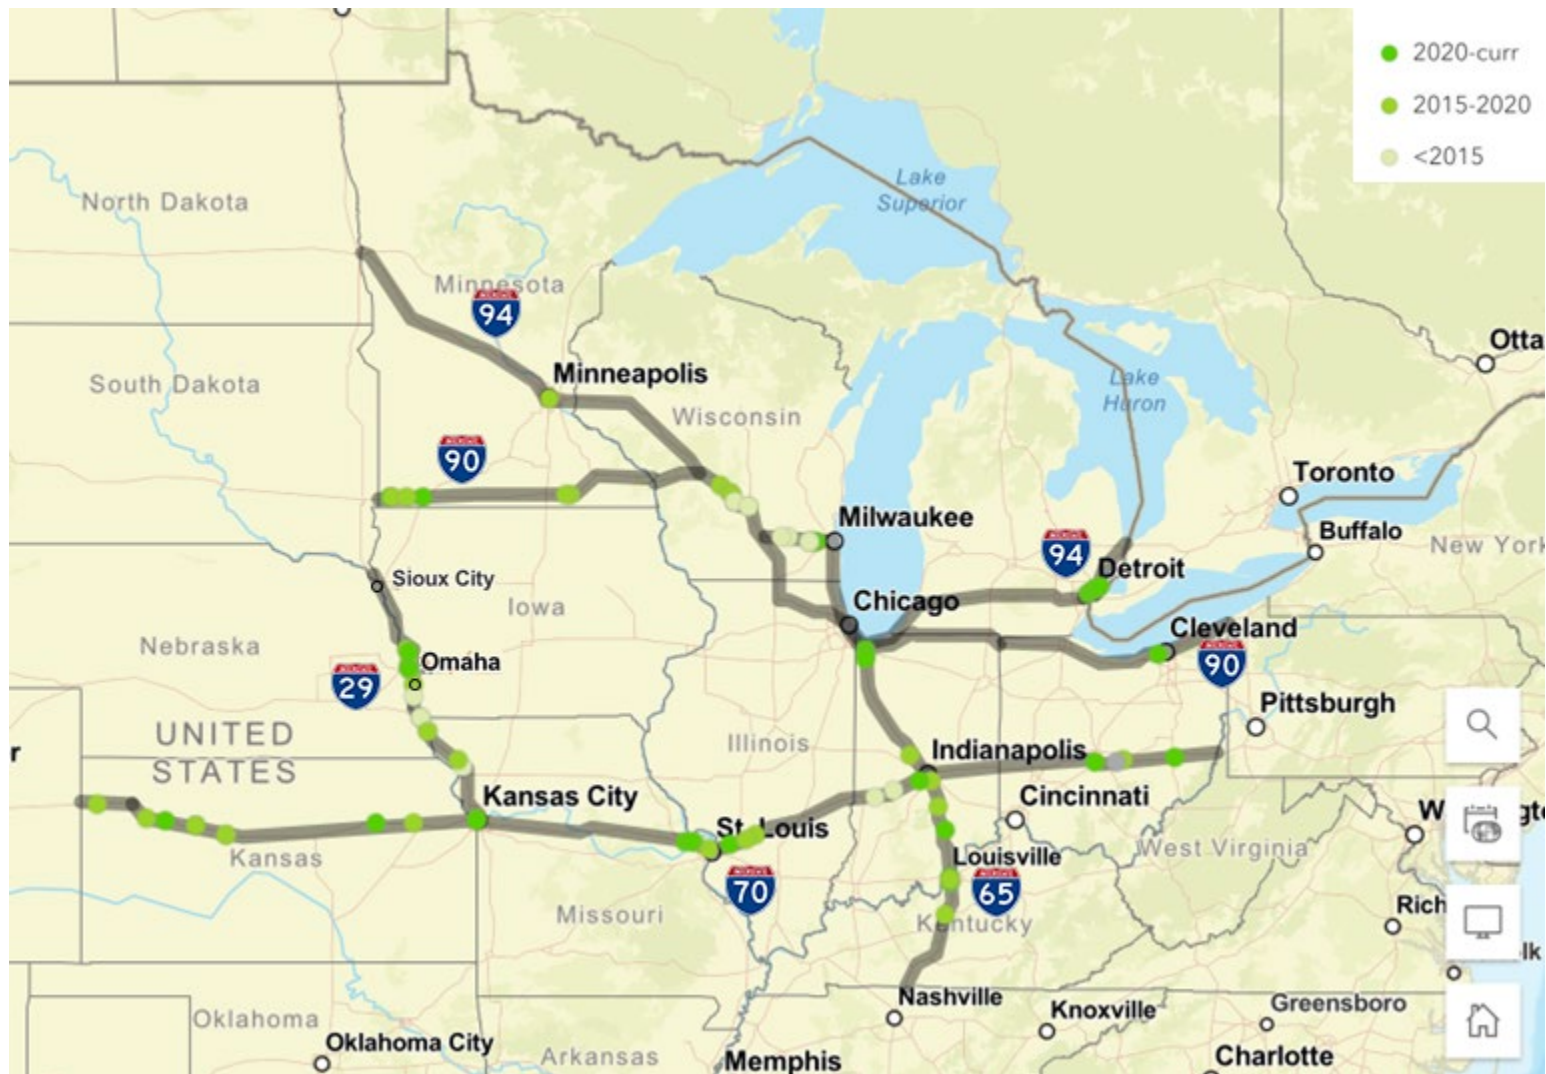 2020-curr
2015-2020
<2015
North Dakota
Lake
Superior
Minnesota
94
Otta
Minneapolis
South Dakota
Lake
Huron
Wisconsin
90
Toronto
Milwaukee
Buffalo
New York
94
Detroit
Sioux City
Iowa
Chicago
Cleveland
Nebraska
Omaha
29
90
Pittsburgh
UNITED
STATES
Illinois
Indianapolis
r
Kansas City
Cincinnati
W
gt
St. Louis
Kansas
Louisville
West Virginia
70
65
Missouri
Kentucky
Rich
lk
Nashville
Knoxville
Greensboro
Oklahoma
Oklahoma City
Arkansas
Memphis
Charlotte